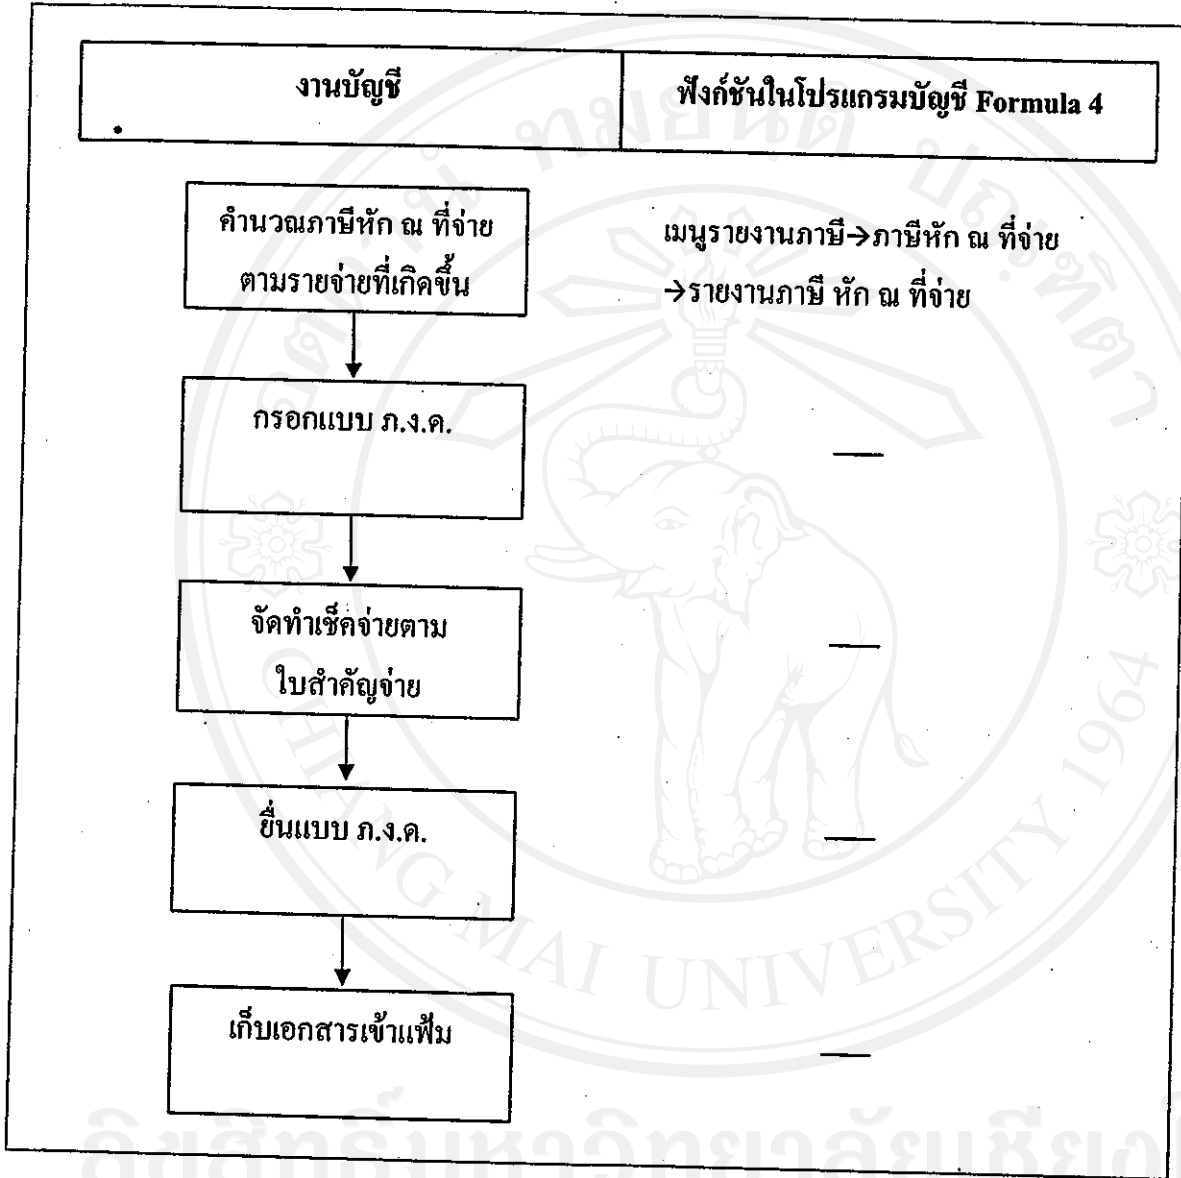 งานบัญชี
ฟังก์ชันในโปรแกรมบัญชี Formula 4
คำนวณภาษีหัก ณ ที่จ่าย
ตามรายจ่ายที่เกิดขึ้น
เมนูรายงานภาษี→ภาษีหัก ณ ที่จ่าย
→รายงานภาษี หัก ณ ที่จ่าย
กรอกแบบ ภ.ง.ด.
—
จัดทำเช็คจ่ายตาม
ใบสำคัญจ่าย
—
ยื่นแบบ ภ.ง.ด.
—
เก็บเอกสารเข้าแฟ้ม
—
CHIANG MAI UNIVERSITY 1964